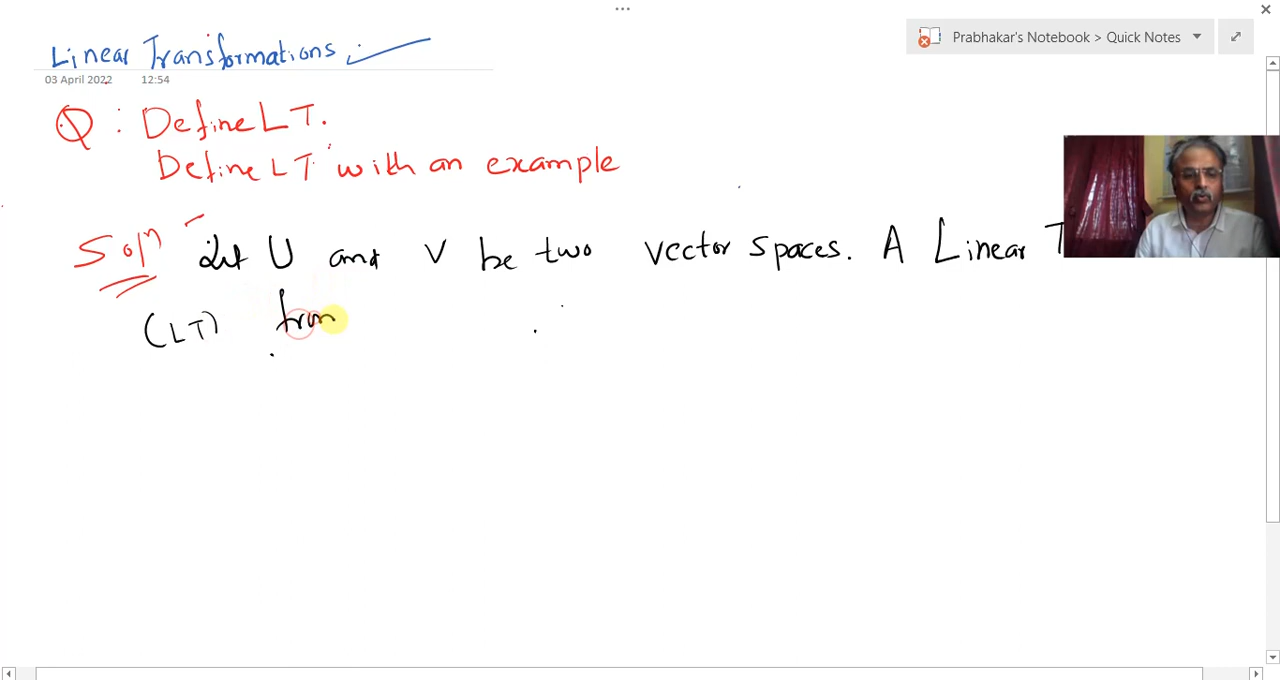 Prabhakar's Notebook > Quick Notes
Linear Transformations
03 April 2022 12:54
Q : Define LT.
Define LT with an example
Soln Let U and V be two vector spaces. A Linear T
(LT) from